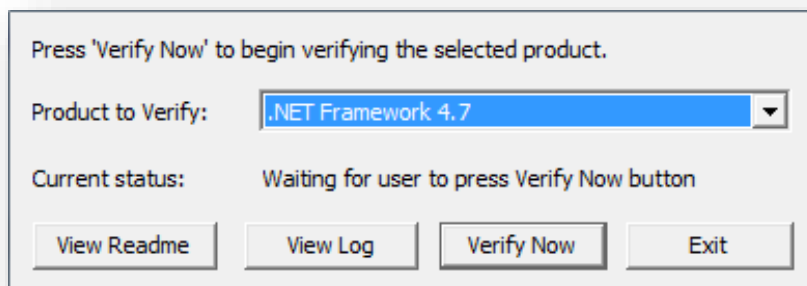 Press 'Verify Now' to begin verifying the selected product.
Product to Verify: .NET Framework 4.7
Current status: Waiting for user to press Verify Now button
View Readme View Log Verify Now Exit